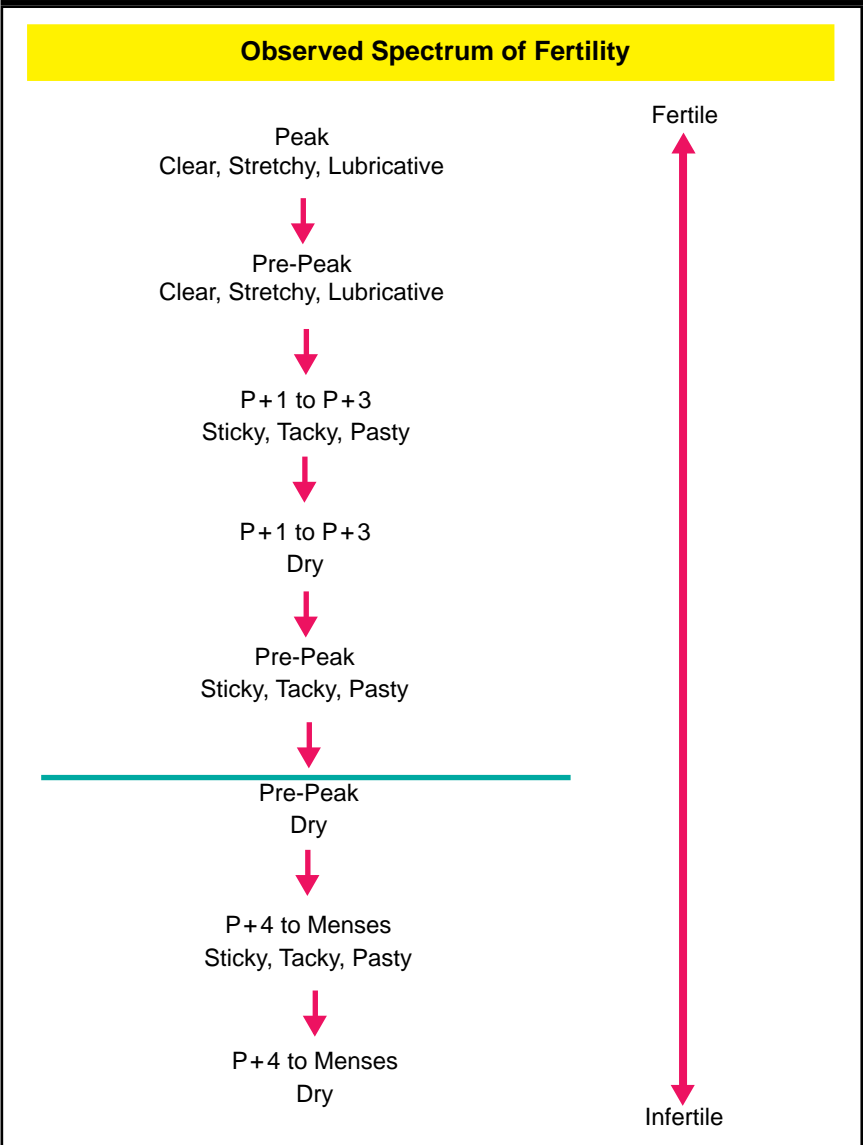 Observed Spectrum of Fertility
Fertile
Peak
Clear, Stretchy, Lubricative
Pre-Peak
Clear, Stretchy, Lubricative
P+1 to P+3
Sticky, Tacky, Pasty
P+1 to P+3
Dry
Pre-Peak
Sticky, Tacky, Pasty
Pre-Peak
Dry
P+4 to Menses
Sticky, Tacky, Pasty
P+4 to Menses
Dry
Infertile